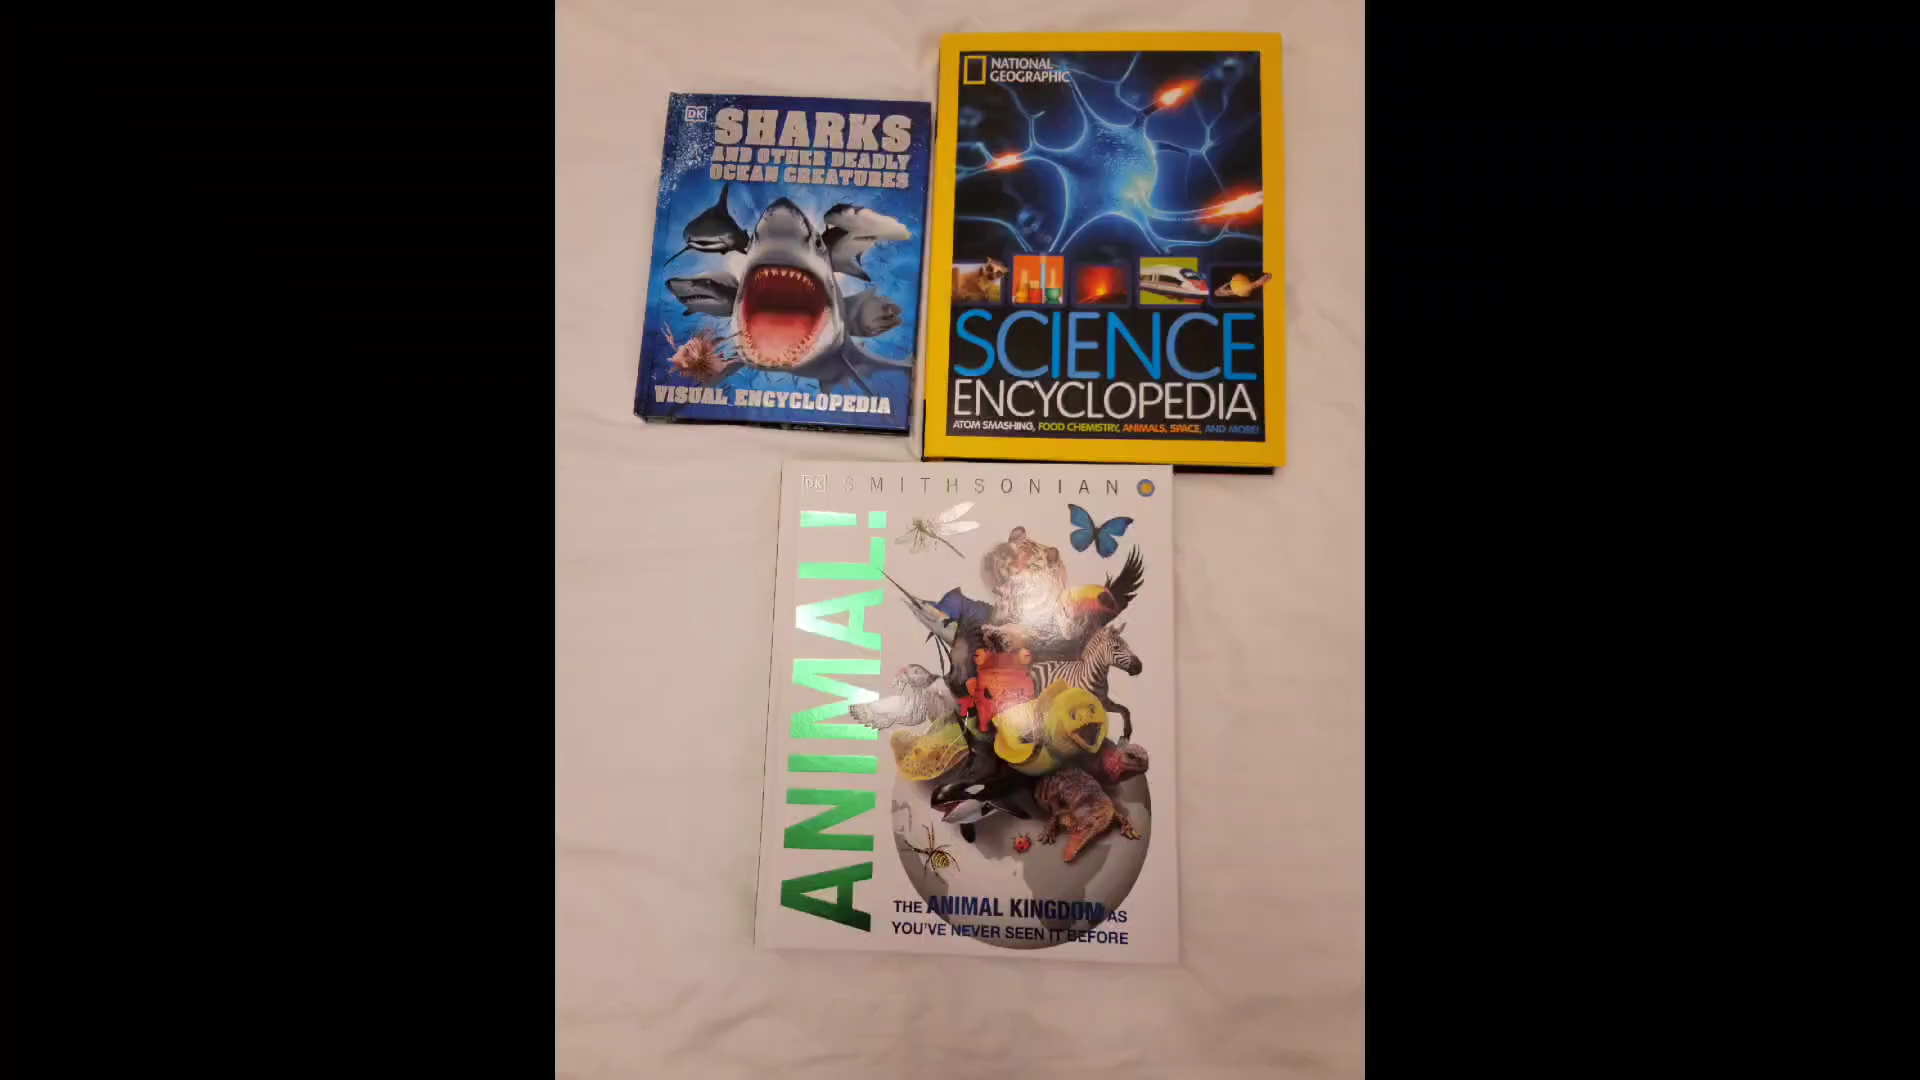 DK
SHARKS
AND OTHER DEADLY
OCEAN CREATURES
VISUAL ENCYCLOPEDIA
NATIONAL
GEOGRAPHIC
SCIENCE
ENCYCLOPEDIA
ATOM SMASHING, FOOD CHEMISTRY, ANIMALS, SPACE, AND MORE!
DK SMITHSONIAN
ANIMAL!
THE ANIMAL KINGDOM AS
YOU'VE NEVER SEEN IT BEFORE